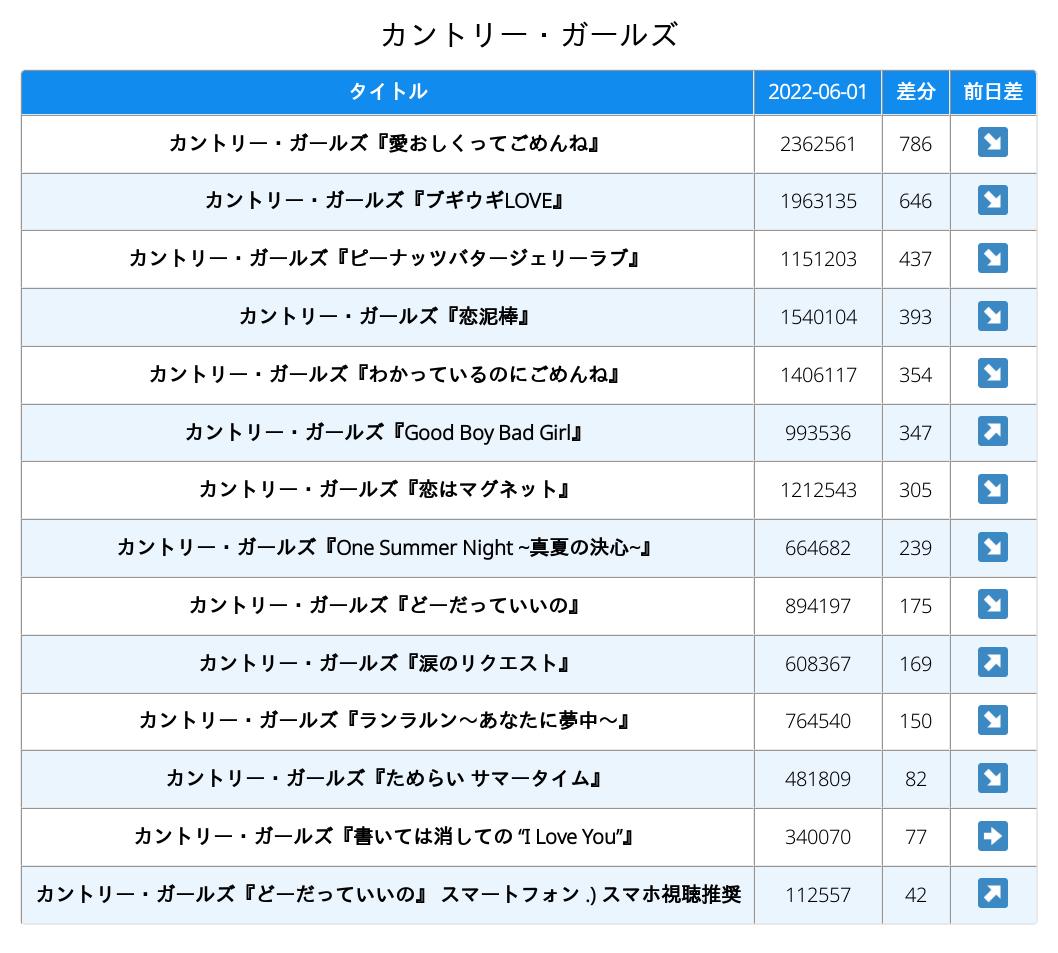 カントリー・ガールズ
タイトル 2022-06-01 差分 前日差
カントリー・ガールズ『愛おしくってごめんね』 2362561 786
カントリー・ガールズ『ブギウギLOVE』 1963135 646
カントリー・ガールズ『ピーナッツバタージェリーラブ』 1151203 437
カントリー・ガールズ『恋泥棒』 1540104 393
カントリー・ガールズ『わかっているのにごめんね』 1406117 354
カントリー・ガールズ『Good Boy Bad Girl』 993536 347
カントリー・ガールズ『恋はマグネット』 1212543 305
カントリー・ガールズ『One Summer Night ~真夏の決心~』 664682 239
カントリー・ガールズ『どーだっていいの』 894197 175
カントリー・ガールズ『涙のリクエスト』 608367 169
カントリー・ガールズ『ランラルン～あなたに夢中～』 764540 150
カントリー・ガールズ『ためらい サマータイム』 481809 82
カントリー・ガールズ『書いては消しての “I Love You”』 340070 77
カントリー・ガールズ『どーだっていいの』 スマートフォン .) スマホ視聴推奨 112557 42